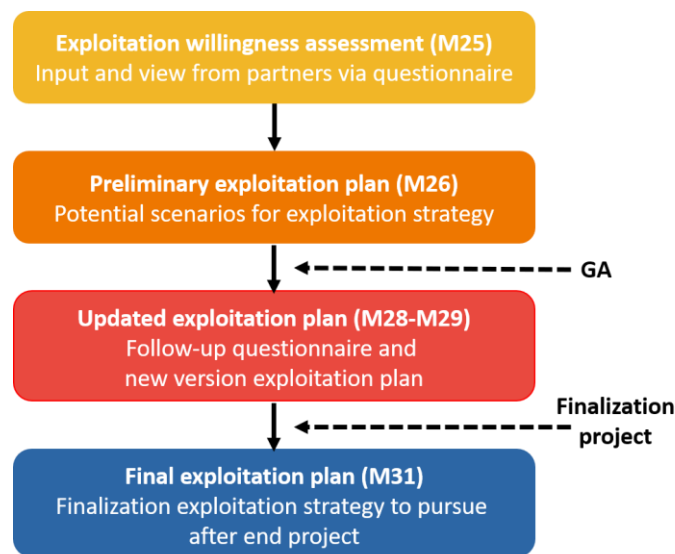 Exploitation willingness assessment (M25)
Input and view from partners via questionnaire
Preliminary exploitation plan (M26)
Potential scenarios for exploitation strategy
GA
Updated exploitation plan (M28-M29)
Follow-up questionnaire and
new version exploitation plan
Finalization
project
Final exploitation plan (M31)
Finalization exploitation strategy to pursue
after end project